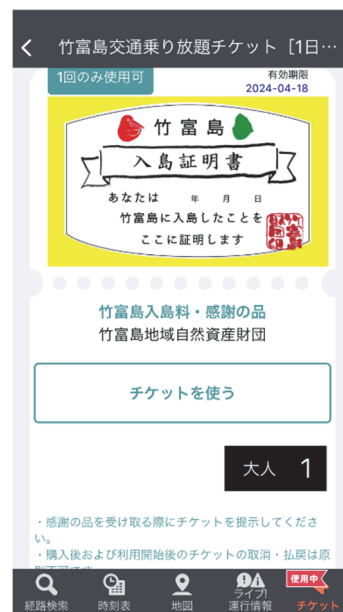 竹富島交通乗り放題チケット［1日…
1回のみ使用可
有効期限
2024-04-18
竹富島
入島証明書
あなたは 年 月 日
竹富島に入島したことを
ここに証明します
竹富島入島料・感謝の品
竹富島地域自然資産財団
チケットを使う
大人 1
・感謝の品を受け取る際にチケットを提示してくださ
い。
・購入後および利用開始後のチケットの取消・払戻は原
使用中
経路検索
時刻表
地図
ライブ!
運行情報
チケット